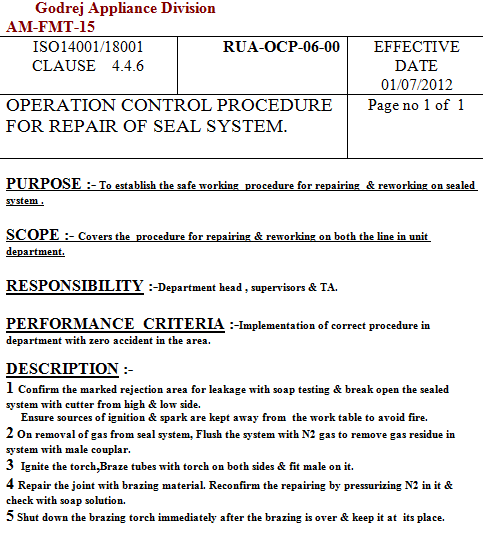 Godrej Appliance Division
AM-FMT-15
ISO14001/18001
CLAUSE 4.4.6
RUA-OCP-06-00
EFFECTIVE
DATE
01/07/2012
OPERATION CONTROL PROCEDURE
FOR REPAIR OF SEAL SYSTEM.
Page no 1 of 1
PURPOSE :- To establish the safe working procedure for repairing & reworking on sealed
system .
SCOPE :- Covers the procedure for repairing & reworking on both the line in unit
department.
RESPONSIBILITY :-Department head , supervisors & TA.
PERFORMANCE CRITERIA :-Implementation of correct procedure in
department with zero accident in the area.
DESCRIPTION :-
1 Confirm the marked rejection area for leakage with soap testing & break open the sealed
system with cutter from high & low side.
Ensure sources of ignition & spark are kept away from the work table to avoid fire.
2 On removal of gas from seal system, Flush the system with N2 gas to remove gas residue in
system with male couplar.
3 Ignite the torch,Braze tubes with torch on both sides & fit male on it.
4 Repair the joint with brazing material. Reconfirm the repairing by pressurizing N2 in it &
check with soap solution.
5 Shut down the brazing torch immediately after the brazing is over & keep it at its place.